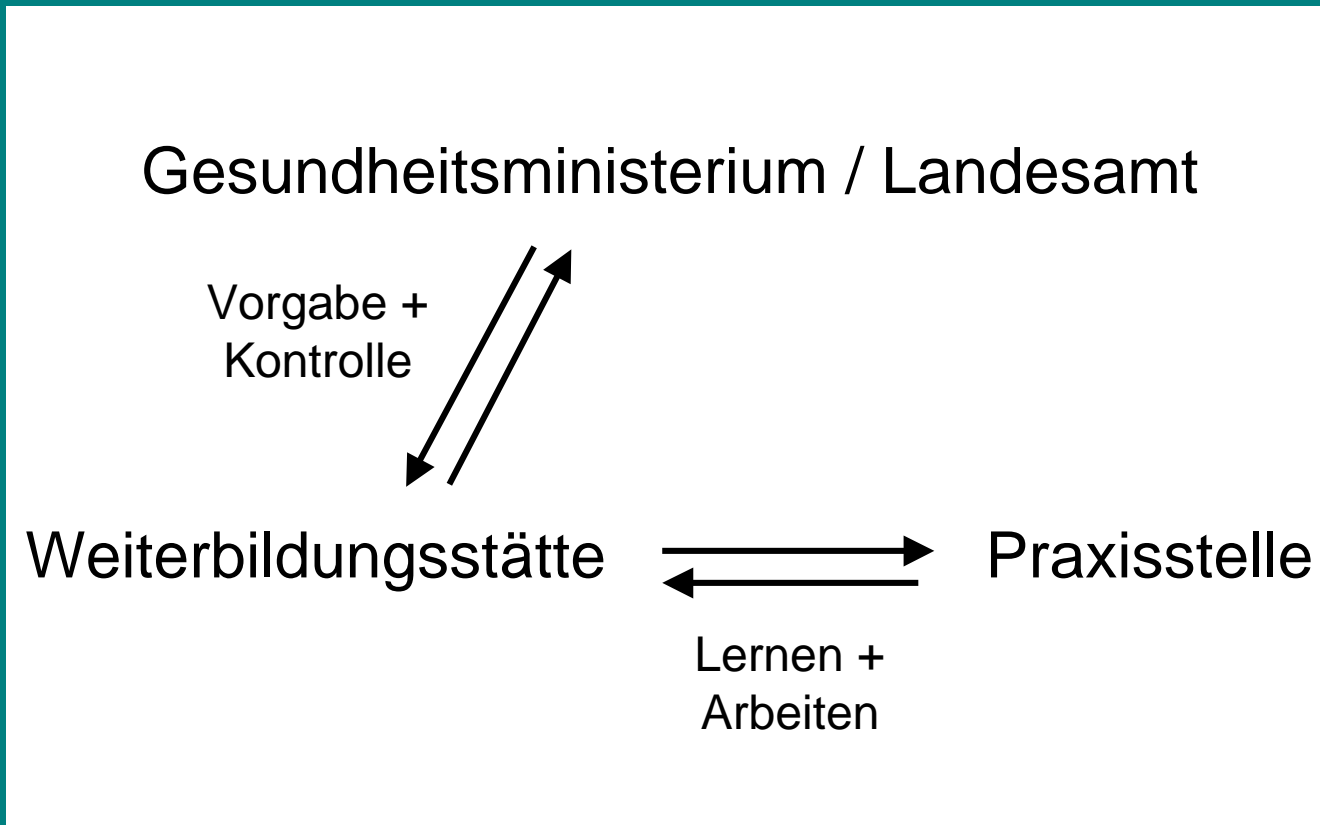 Gesundheitsministerium / Landesamt
Vorgabe +
Kontrolle
Weiterbildungsstätte
Praxisstelle
Lernen +
Arbeiten